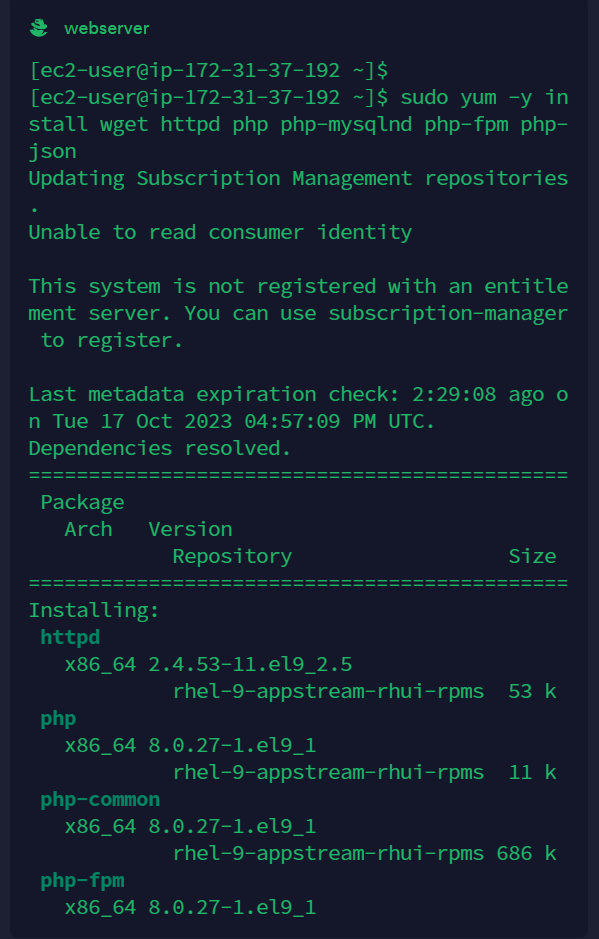 webserver
[ec2-user@ip-172-31-37-192 ~]$
[ec2-user@ip-172-31-37-192 ~]$ sudo yum -y in
stall wget httpd php php-mysqlnd php-fpm php-
json
Updating Subscription Management repositories
.
Unable to read consumer identity

This system is not registered with an entitle
ment server. You can use subscription-manager
 to register.

Last metadata expiration check: 2:29:08 ago o
n Tue 17 Oct 2023 04:57:09 PM UTC.
Dependencies resolved.
=============================================
 Package
   Arch   Version
            Repository                  Size
=============================================
Installing:
 httpd
   x86_64 2.4.53-11.el9_2.5
            rhel-9-appstream-rhui-rpms  53 k
 php
   x86_64 8.0.27-1.el9_1
            rhel-9-appstream-rhui-rpms  11 k
 php-common
   x86_64 8.0.27-1.el9_1
            rhel-9-appstream-rhui-rpms 686 k
 php-fpm
   x86_64 8.0.27-1.el9_1